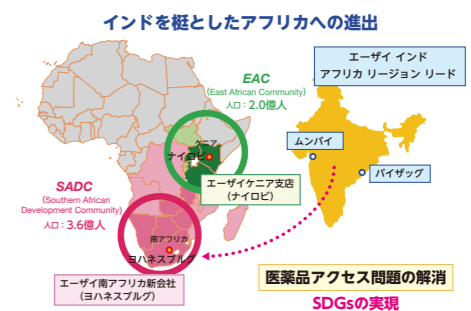 インドを梃としたアフリカへの進出
EAC
(East African Community)
人口：2.0億人
エーザイ インド
アフリカ リージョン リード
ケニア
ナイロビ
ムンバイ
バイザッグ
エーザイケニア支店
（ナイロビ）
SADC
(Southern African
Development Community)
人口：3.6億人
南アフリカ
ヨハネスブルグ
エーザイ南アフリカ新会社
（ヨハネスブルグ）
医薬品アクセス問題の解消
SDGsの実現